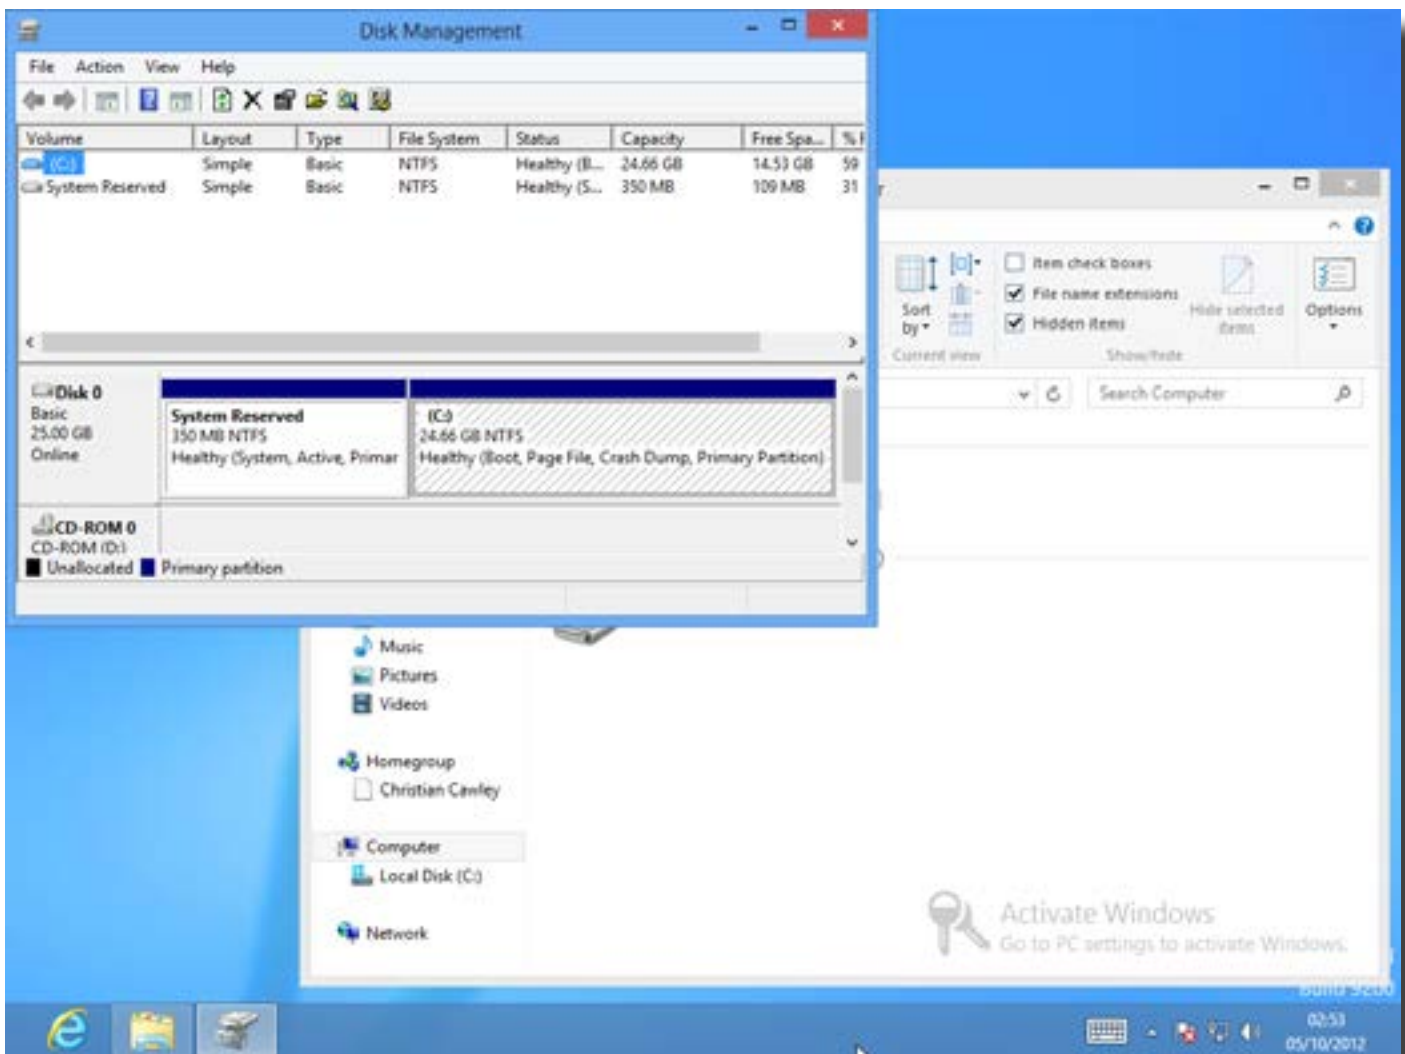 Disk Management
File Action View Help
Volume Layout Type File System Status Capacity Free Spa... %
(C:) Simple Basic NTFS Healthy (B... 24.66 GB 14.53 GB 59
System Reserved Simple Basic NTFS Healthy (S... 350 MB 109 MB 31
Disk 0
Basic
25.00 GB
Online
System Reserved
350 MB NTFS
Healthy (System, Active, Primar
(C:)
24.66 GB NTFS
Healthy (Boot, Page File, Crash Dump, Primary Partition)
CD-ROM 0
CD-ROM (D:)
Unallocated Primary partition
Sort
by
Item check boxes
File name extensions
Hidden items
Hide selected
items
Options
Current view
Show/hide
Search Computer
Music
Pictures
Videos
Homegroup
Christian Cawley
Computer
Local Disk (C:)
Network
Activate Windows
Go to PC settings to activate Windows.
Build 9200
02:53
05/10/2012